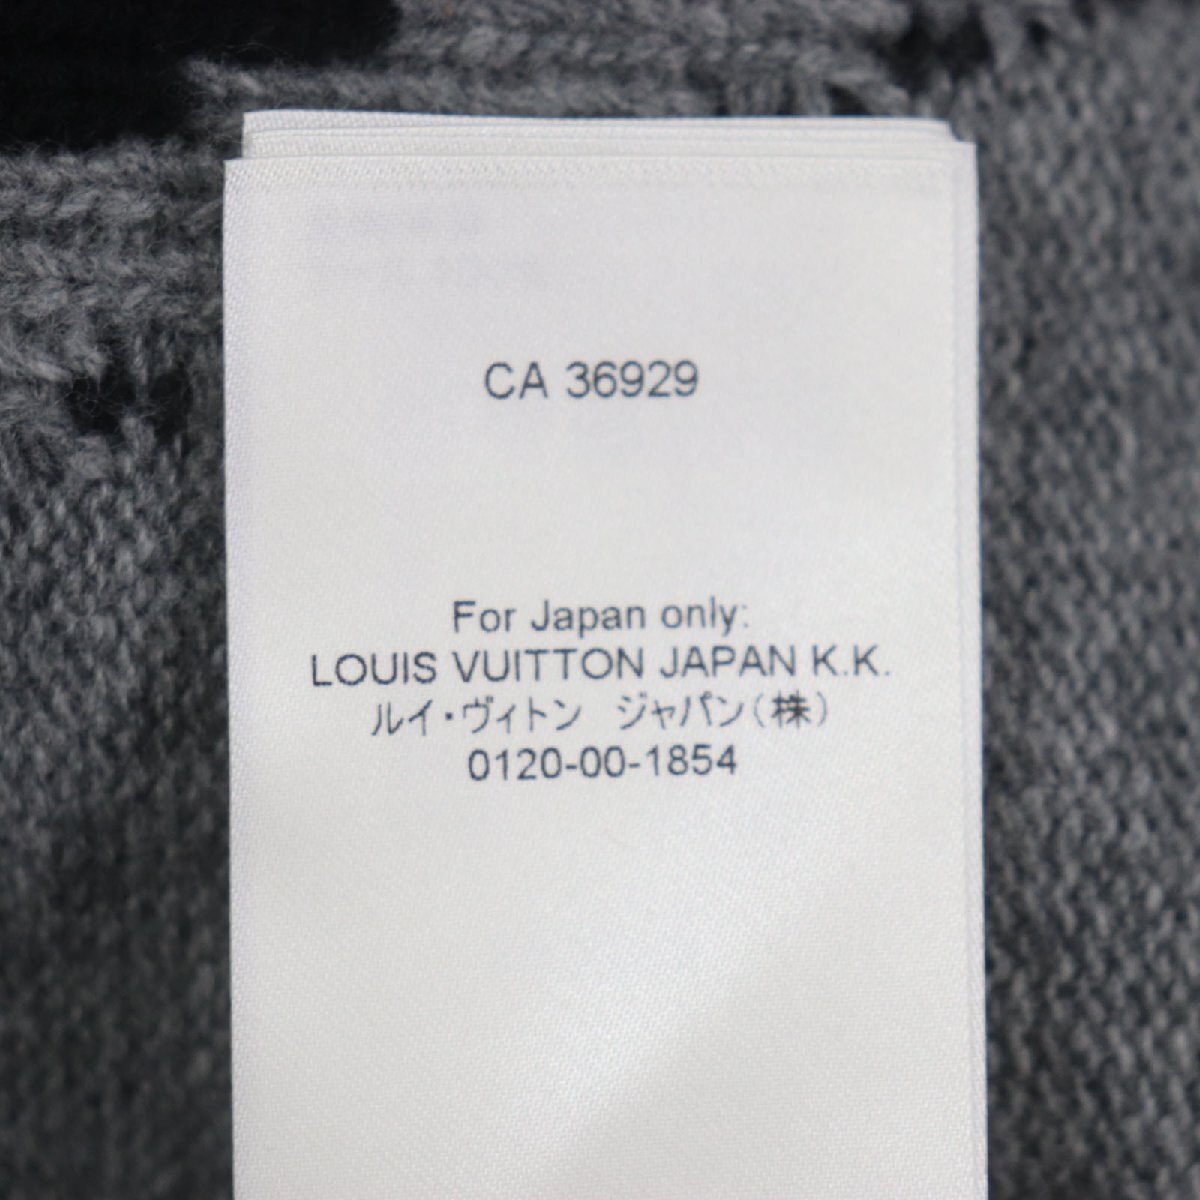 CA 36929
For Japan only:
LOUIS VUITTON JAPAN K.K.
ルイ・ヴィトン　ジャパン(株)
0120-00-1854